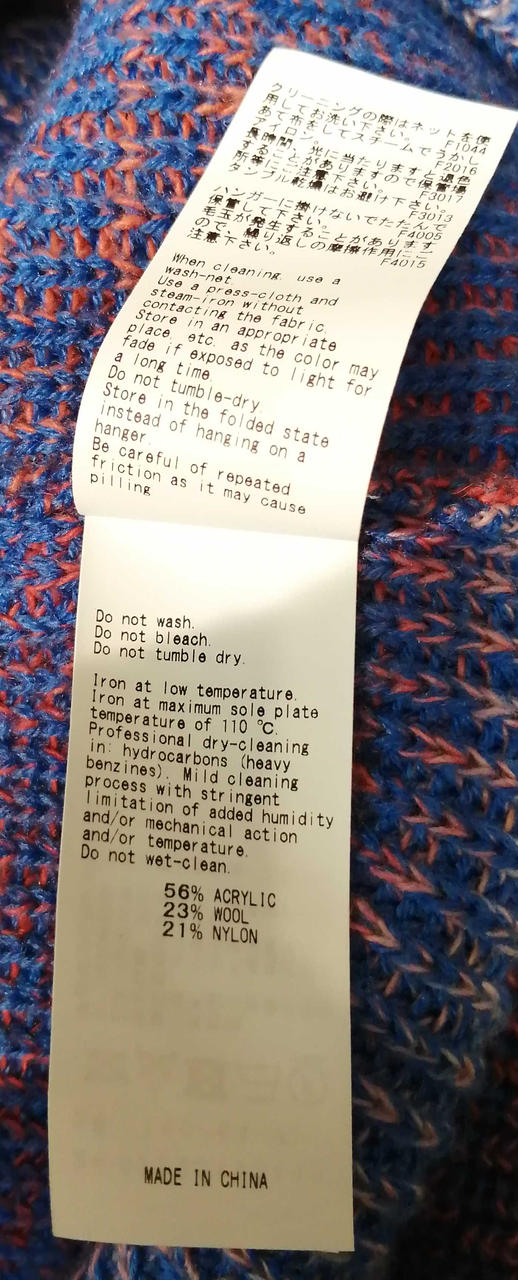 クリーニングの際はネットを使
用してお洗い下さい。 F1044
あて布をしてスチームでうかし
アイロン。 F2016
長時間、光に当たりますと退色
することがありますので保管場
所等にご注意下さい。 F3017
タンブル乾燥はお避け下さい。
F3013
ハンガーに掛けないでたたんで
保管して下さい。 F4005
毛玉が発生することがあります
ので、繰り返しの摩擦作用にご
注意下さい。 F4015
When cleaning, use a
wash-net.
Use a press-cloth and
steam-iron without
contacting the fabric.
Store in an appropriate
place, etc. as the color may
fade if exposed to light for
a long time.
Do not tumble-dry.
Store in the folded state
instead of hanging on a
hanger.
Be careful of repeated
friction as it may cause
pilling
Do not wash.
Do not bleach.
Do not tumble dry.
Iron at low temperature.
Iron at maximum sole plate
temperature of 110 ℃.
Professional dry-cleaning
in: hydrocarbons (heavy
benzines). Mild cleaning
process with stringent
limitation of added humidity
and/or mechanical action
and/or temperature.
Do not wet-clean.
56% ACRYLIC
23% WOOL
21% NYLON
MADE IN CHINA